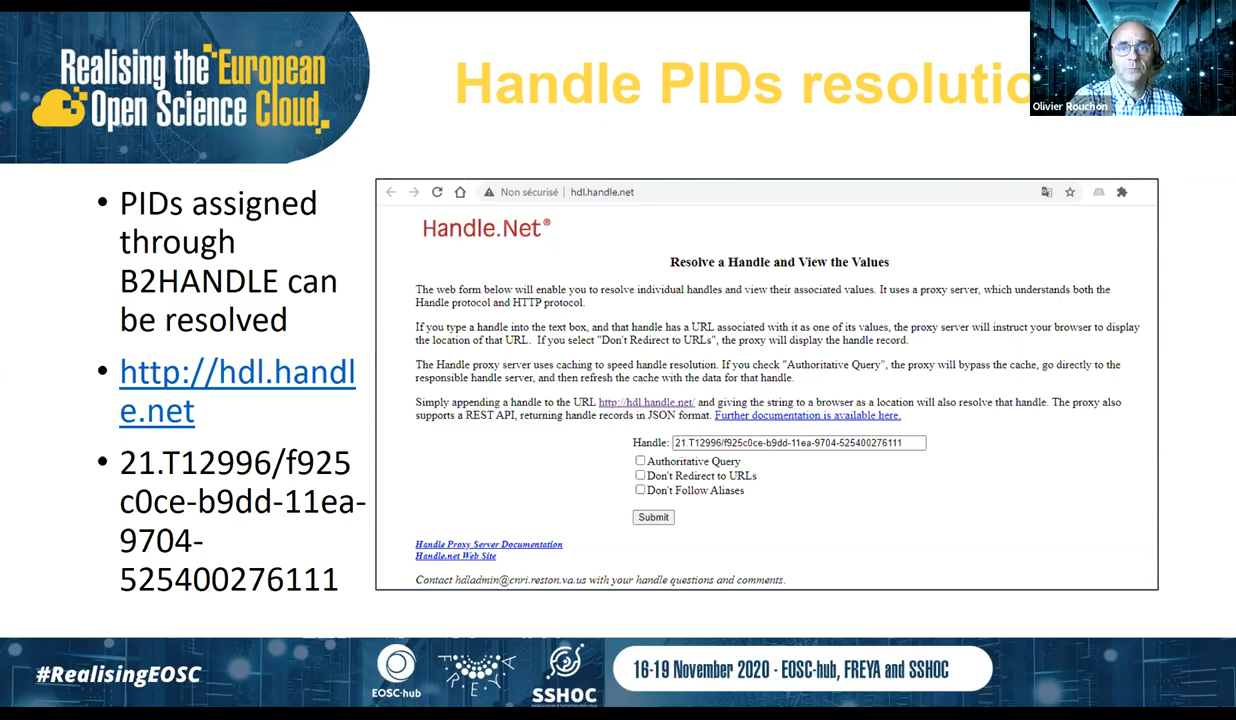 Realising the European
Open Science Cloud
Handle PIDs resolutio
Olivier Rouchon
• PIDs assigned
through
B2HANDLE can
be resolved
• http://hdl.handl
e.net
• 21.T12996/f925
c0ce-b9dd-11ea-
9704-
525400276111
Non sécurisé | hdl.handle.net
Handle.Net®
Resolve a Handle and View the Values
The web form below will enable you to resolve individual handles and view their associated values. It uses a proxy server, which understands both the
Handle protocol and HTTP protocol.
If you type a handle into the text box, and that handle has a URL associated with it as one of its values, the proxy server will instruct your browser to display
the location of that URL. If you select "Don't Redirect to URLs", the proxy will display the handle record.
The Handle proxy server uses caching to speed handle resolution. If you check "Authoritative Query", the proxy will bypass the cache, go directly to the
responsible handle server, and then refresh the cache with the data for that handle.
Simply appending a handle to the URL http://hdl.handle.net/ and giving the string to a browser as a location will also resolve that handle. The proxy also
supports a REST API, returning handle records in JSON format. Further documentation is available here.
Handle: 21.T12996/f925c0ce-b9dd-11ea-9704-525400276111
Authoritative Query
Don't Redirect to URLs
Don't Follow Aliases
Submit
Handle Proxy Server Documentation
Handle.net Web Site
Contact hdladmin@cnri.reston.va.us with your handle questions and comments.
#RealisingEOSC
EOSC-hub
FREYA
SSHOC
16-19 November 2020 - EOSC-hub, FREYA and SSHOC